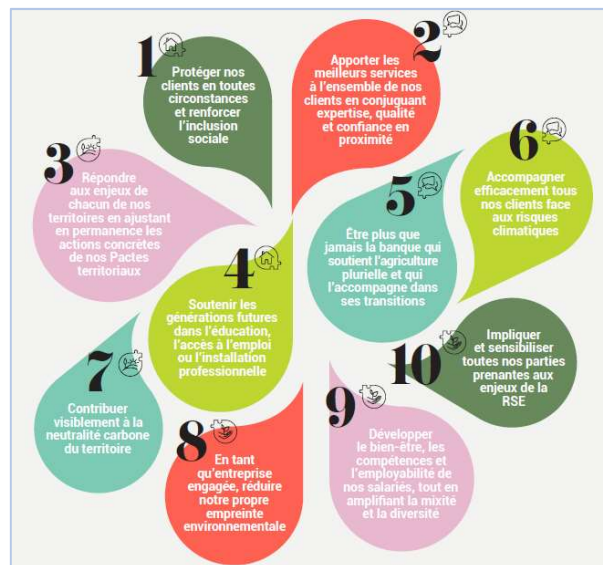 1
Protéger nos
clients en toutes
circonstances
et renforcer
l'inclusion
sociale
2
Apporter les
meilleurs services
à l'ensemble de nos
clients en conjuguant
expertise, qualité
et confiance en
proximité
3
Répondre
aux enjeux de
chacun de nos
territoires en ajustant
en permanence les
actions concrètes
de nos Pactes
territoriaux
4
Soutenir les
générations futures
dans l'éducation,
l'accès à l'emploi
ou l'installation
professionnelle
5
Être plus que
jamais la banque qui
soutient l'agriculture
plurielle et qui
l'accompagne dans
ses transitions
6
Accompagner
efficacement tous
nos clients face
aux risques
climatiques
7
Contribuer
visiblement à la
neutralité carbone
du territoire
8
En tant
qu'entreprise
engagée, réduire
notre propre
empreinte
environnementale
9
Développer
le bien-être, les
compétences et
l'employabilité de
nos salariés, tout en
amplifiant la mixité
et la diversité
10
Impliquer
et sensibiliser
toutes nos parties
prenantes aux
enjeux de la
RSE